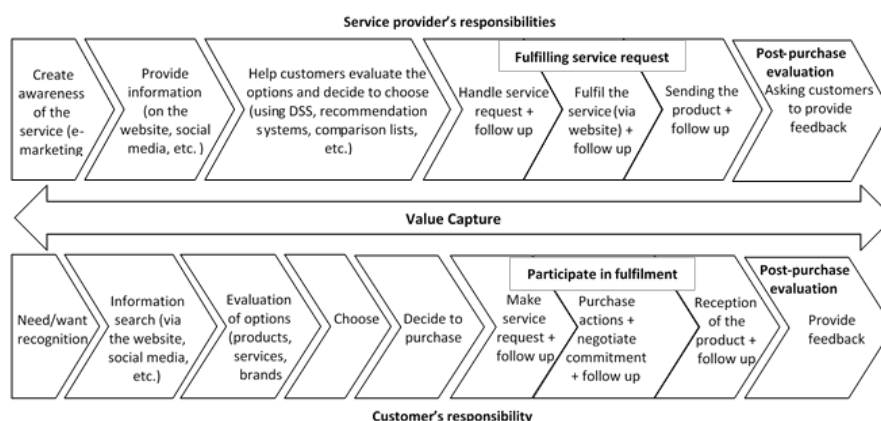 Service provider's responsibilities
Create
awareness
of the
service (e-
marketing
Provide
information
(on the
website, social
media, etc. )
Help customers evaluate the
options and decide to choose
(using DSS, recommendation
systems, comparison lists,
etc.)
Fulfilling service request
Handle service
request +
follow up
Fulfil the
service (via
website) +
follow up
Sending the
product + follow
up
Post-purchase
evaluation
Asking customers
to provide
feedback
Value Capture
Need/want
recognition
Information
search (via
the website,
social media,
etc.)
Evaluation
of options
(products,
services,
brands
Choose
Decide to
purchase
Participate in fulfilment
Make
service
request +
follow up
Purchase
actions +
negotiate
commitment
+ follow up
Reception
of the
product +
follow up
Post-purchase
evaluation
Provide
feedback
Customer's responsibility